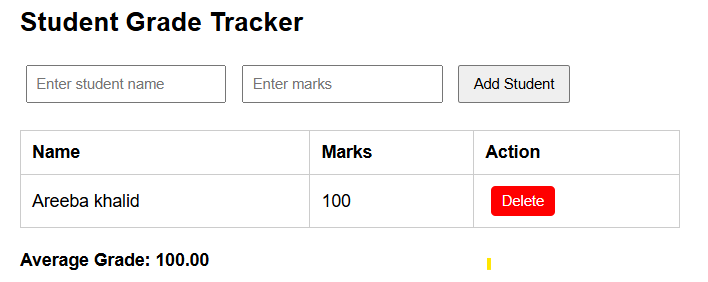 Student Grade Tracker
Enter student name Enter marks Add Student
Name Marks Action
Areeba khalid 100 Delete
Average Grade: 100.00